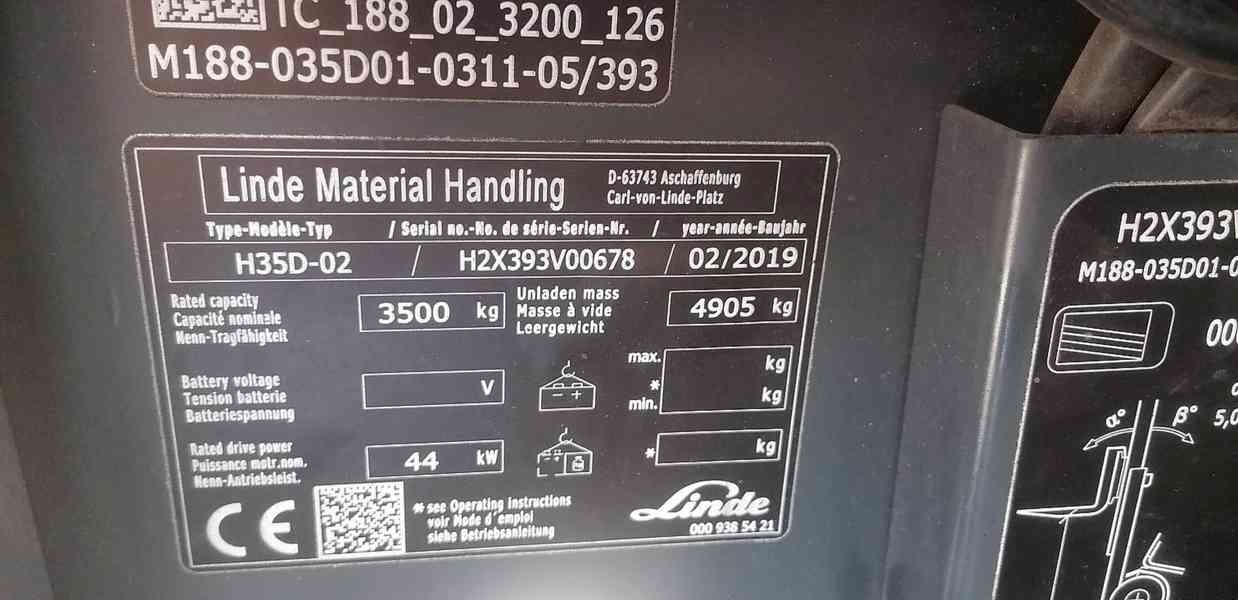 TC_188_02_3200_126
M188-035D01-0311-05/393
Linde Material Handling
D-63743 Aschaffenburg
Carl-von-Linde-Platz
Type-Modèle-Typ / Serial no.-No. de série-Serien-Nr. / year-année-Baujahr
H35D-02 / H2X393V00678 / 02/2019
Rated capacity
Capacité nominale
Nenn-Tragfähigkeit
3500 kg
Unladen mass
Masse à vide
Leergewicht
4905 kg
Battery voltage
Tension batterie
Batteriespannung
V
max.
*
min.
kg
kg
Rated drive power
Puissance motr.nom.
Nenn-Antriebsleist.
44 kW
- +
* kg
CE
* see Operating instructions
voir Mode d'emploi
siehe Betriebsanleitung
Linde
000 938 54 21
H2X393V
M188-035D01-0
00
α° β°
5,0